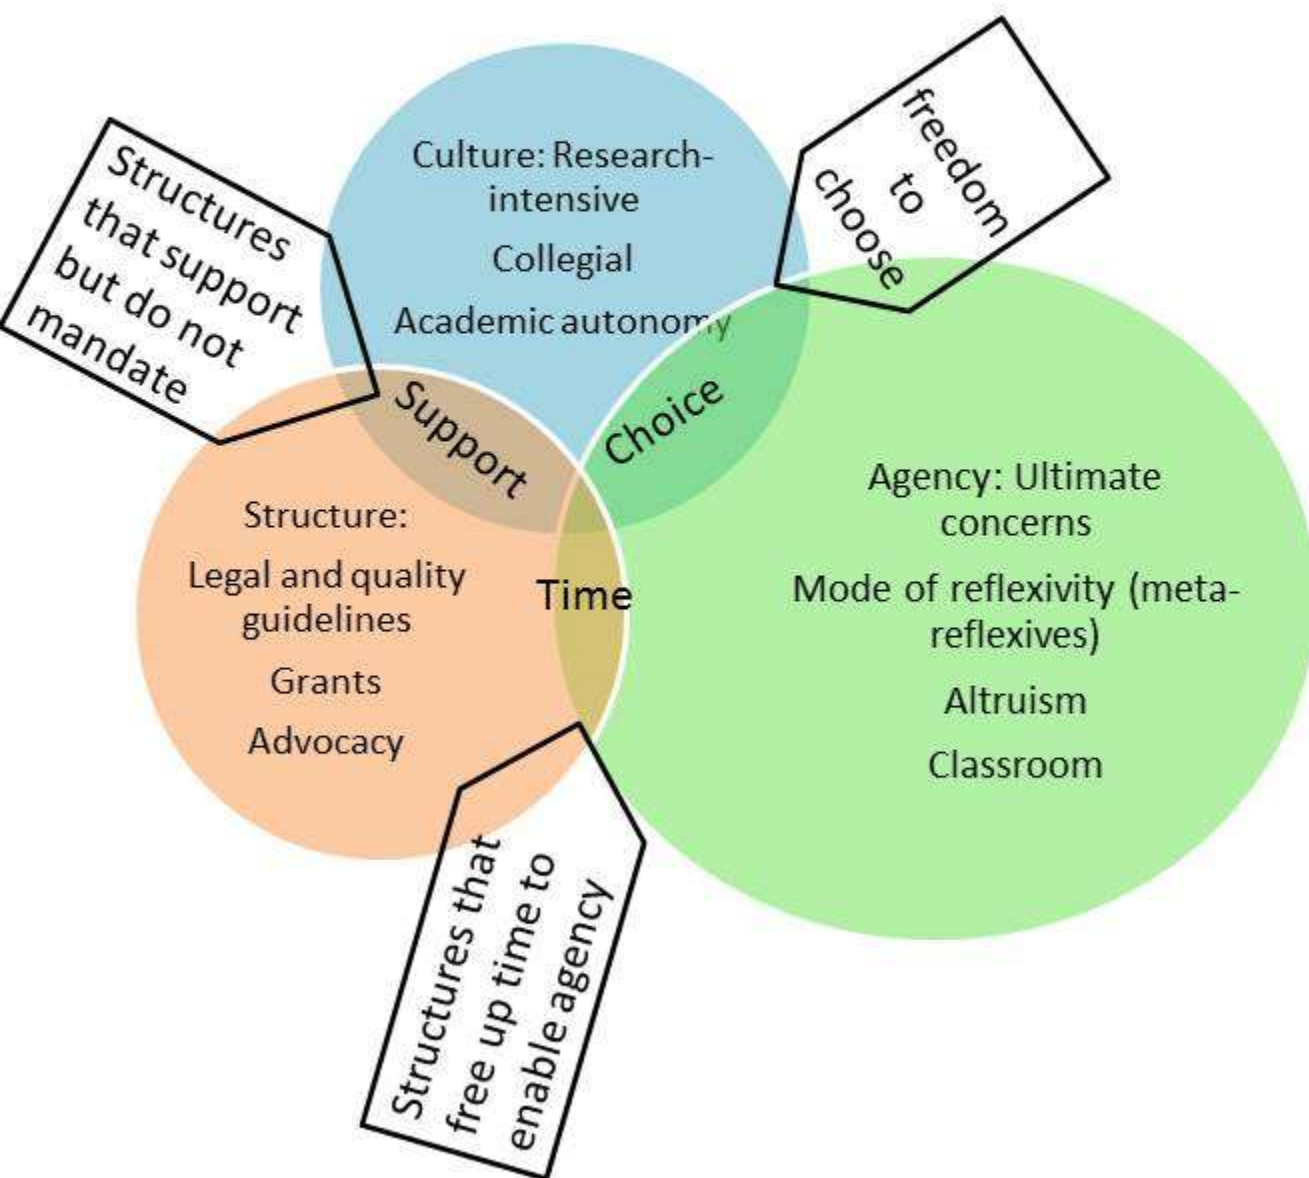 Culture: Research-
intensive
Collegial
Academic autonomy
freedom
to
choose
Structures
that support
but do not
mandate
Support
Choice
Structure:
Legal and quality
guidelines
Grants
Advocacy
Time
Agency: Ultimate
concerns
Mode of reflexivity (meta-
reflexives)
Altruism
Classroom
Structures that
free up time to
enable agency